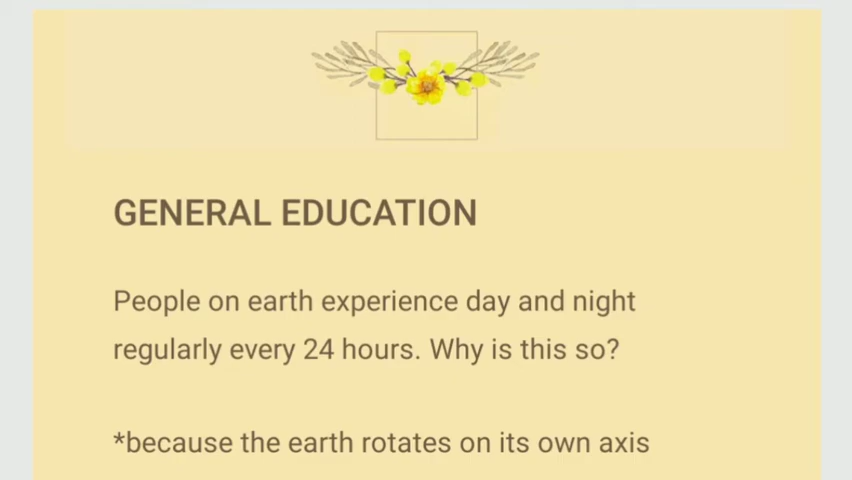 GENERAL EDUCATION
People on earth experience day and night
regularly every 24 hours. Why is this so?
*because the earth rotates on its own axis